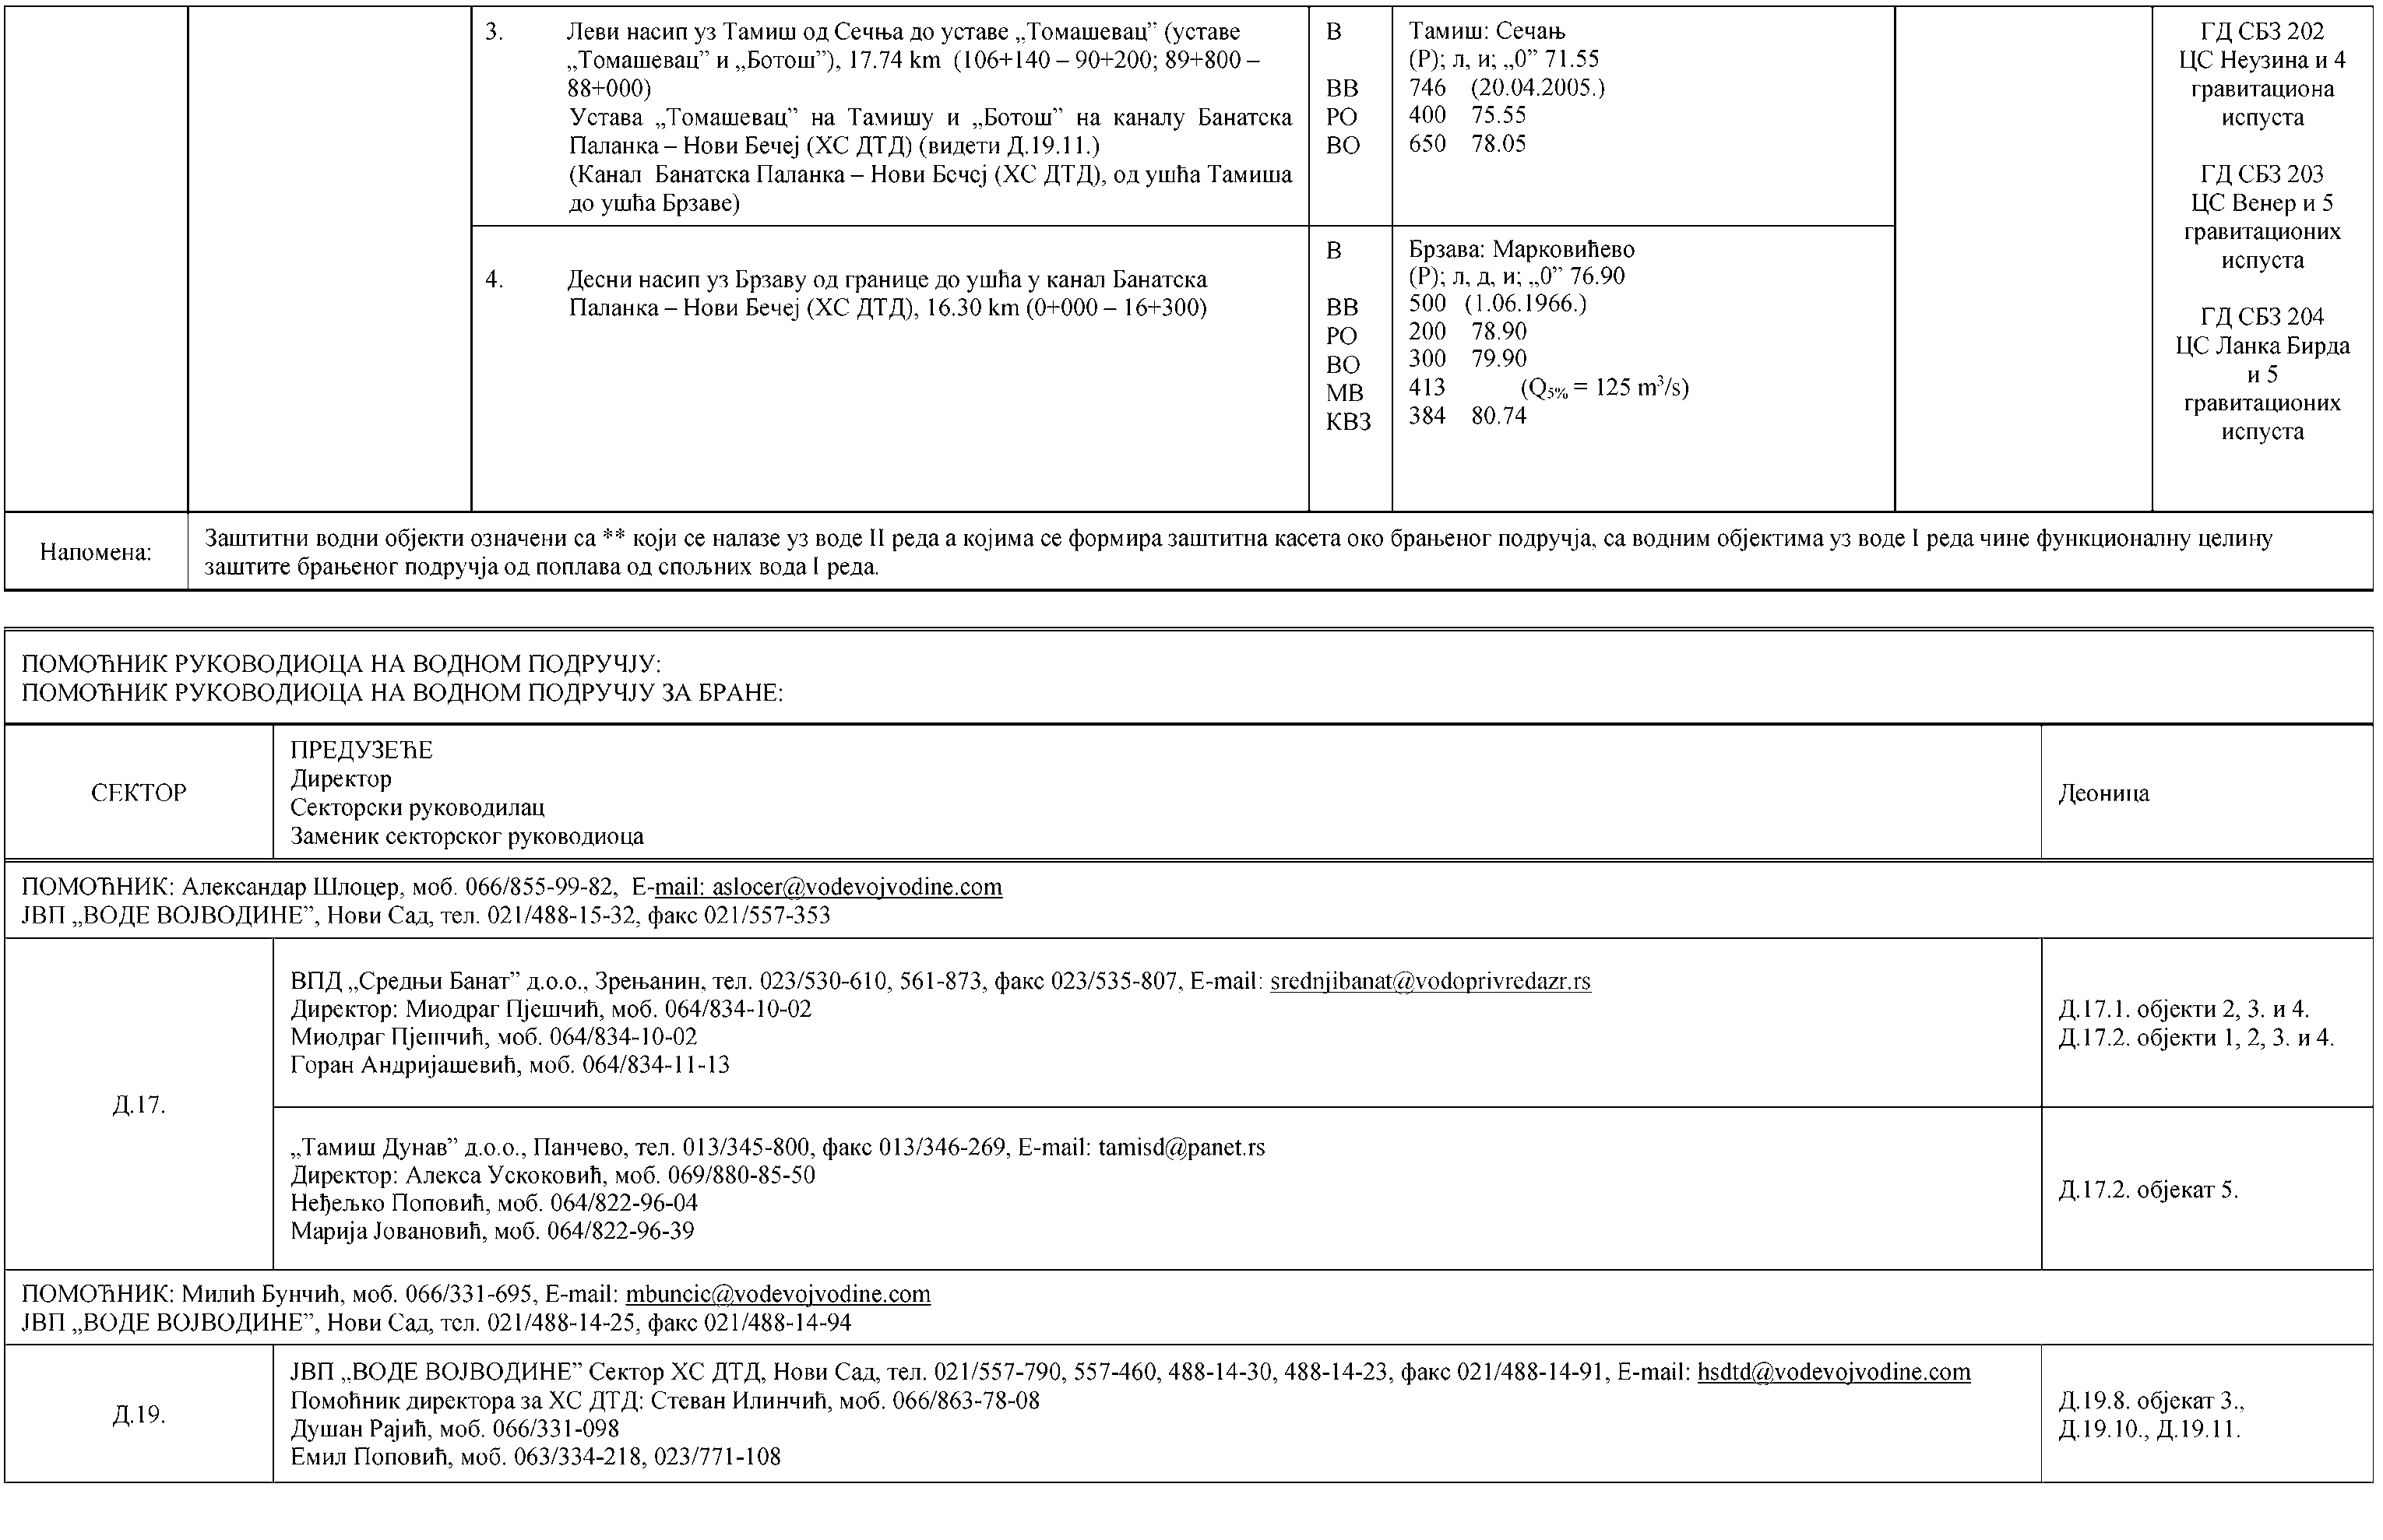 3. Леви насип уз Тамиш од Сечња до уставе „Томашевац” (уставе
„Томашевац” и „Ботош”), 17.74 km (106+140 – 90+200; 89+800 –
88+000)
Устава „Томашевац” на Тамишу и „Ботош” на каналу Банатска
Паланка – Нови Бечеј (ХС ДТД) (видети Д.19.11.)
(Канал Банатска Паланка – Нови Бечеј (ХС ДТД), од ушћа Тамиша
до ушћа Брзаве)
В Тамиш: Сечањ
(Р); л, и; „0” 71.55
ВВ 746 (20.04.2005.)
РО 400 75.55
ВО 650 78.05
4. Десни насип уз Брзаву од границе до ушћа у канал Банатска
Паланка – Нови Бечеј (ХС ДТД), 16.30 km (0+000 – 16+300)
В Брзава: Марковићево
(Р); л, д, и; „0” 76.90
ВВ 500 (1.06.1966.)
РО 200 78.90
ВО 300 79.90
МВ 413 (Q5% = 125 m³/s)
КВЗ 384 80.74
ГД СБЗ 202
ЦС Неузина и 4
гравитациона
испуста
ГД СБЗ 203
ЦС Венер и 5
гравитационих
испуста
ГД СБЗ 204
ЦС Ланка Бирда
и 5
гравитационих
испуста
Напомена:
Заштитни водни објекти означени са ** који се налазе уз воде II реда а којима се формира заштитна касета око брањеног подручја, са водним објектима уз воде I реда чине функционалну целину
заштите брањеног подручја од поплава од спољних вода I реда.
ПОМОЋНИК РУКОВОДИОЦА НА ВОДНОМ ПОДРУЧЈУ:
ПОМОЋНИК РУКОВОДИОЦА НА ВОДНОМ ПОДРУЧЈУ ЗА БРАНЕ:
СЕКТОР
ПРЕДУЗЕЋЕ
Директор
Секторски руководилац
Заменик секторског руководиоца
Деоница
ПОМОЋНИК: Александар Шлоцер, моб. 066/855-99-82, E-mail: aslocer@vodevojvodine.com
ЈВП „ВОДЕ ВОЈВОДИНЕ”, Нови Сад, тел. 021/488-15-32, факс 021/557-353
Д.17.
ВПД „Средњи Банат” д.о.о., Зрењанин, тел. 023/530-610, 561-873, факс 023/535-807, E-mail: srednjibanat@vodoprivredazr.rs
Директор: Миодраг Пјешчић, моб. 064/834-10-02
Миодраг Пјешчић, моб. 064/834-10-02
Горан Андријашевић, моб. 064/834-11-13
Д.17.1. објекти 2, 3. и 4.
Д.17.2. објекти 1, 2, 3. и 4.
„Тамиш Дунав” д.о.о., Панчево, тел. 013/345-800, факс 013/346-269, E-mail: tamisd@panet.rs
Директор: Алекса Ускоковић, моб. 069/880-85-50
Неђељко Поповић, моб. 064/822-96-04
Марија Јовановић, моб. 064/822-96-39
Д.17.2. објекат 5.
ПОМОЋНИК: Милић Бунчић, моб. 066/331-695, E-mail: mbuncic@vodevojvodine.com
ЈВП „ВОДЕ ВОЈВОДИНЕ”, Нови Сад, тел. 021/488-14-25, факс 021/488-14-94
Д.19.
ЈВП „ВОДЕ ВОЈВОДИНЕ” Сектор ХС ДТД, Нови Сад, тел. 021/557-790, 557-460, 488-14-30, 488-14-23, факс 021/488-14-91, E-mail: hsdtd@vodevojvodine.com
Помоћник директора за ХС ДТД: Стеван Илинчић, моб. 066/863-78-08
Душан Рајић, моб. 066/331-098
Емил Поповић, моб. 063/334-218, 023/771-108
Д.19.8. објекат 3.,
Д.19.10., Д.19.11.